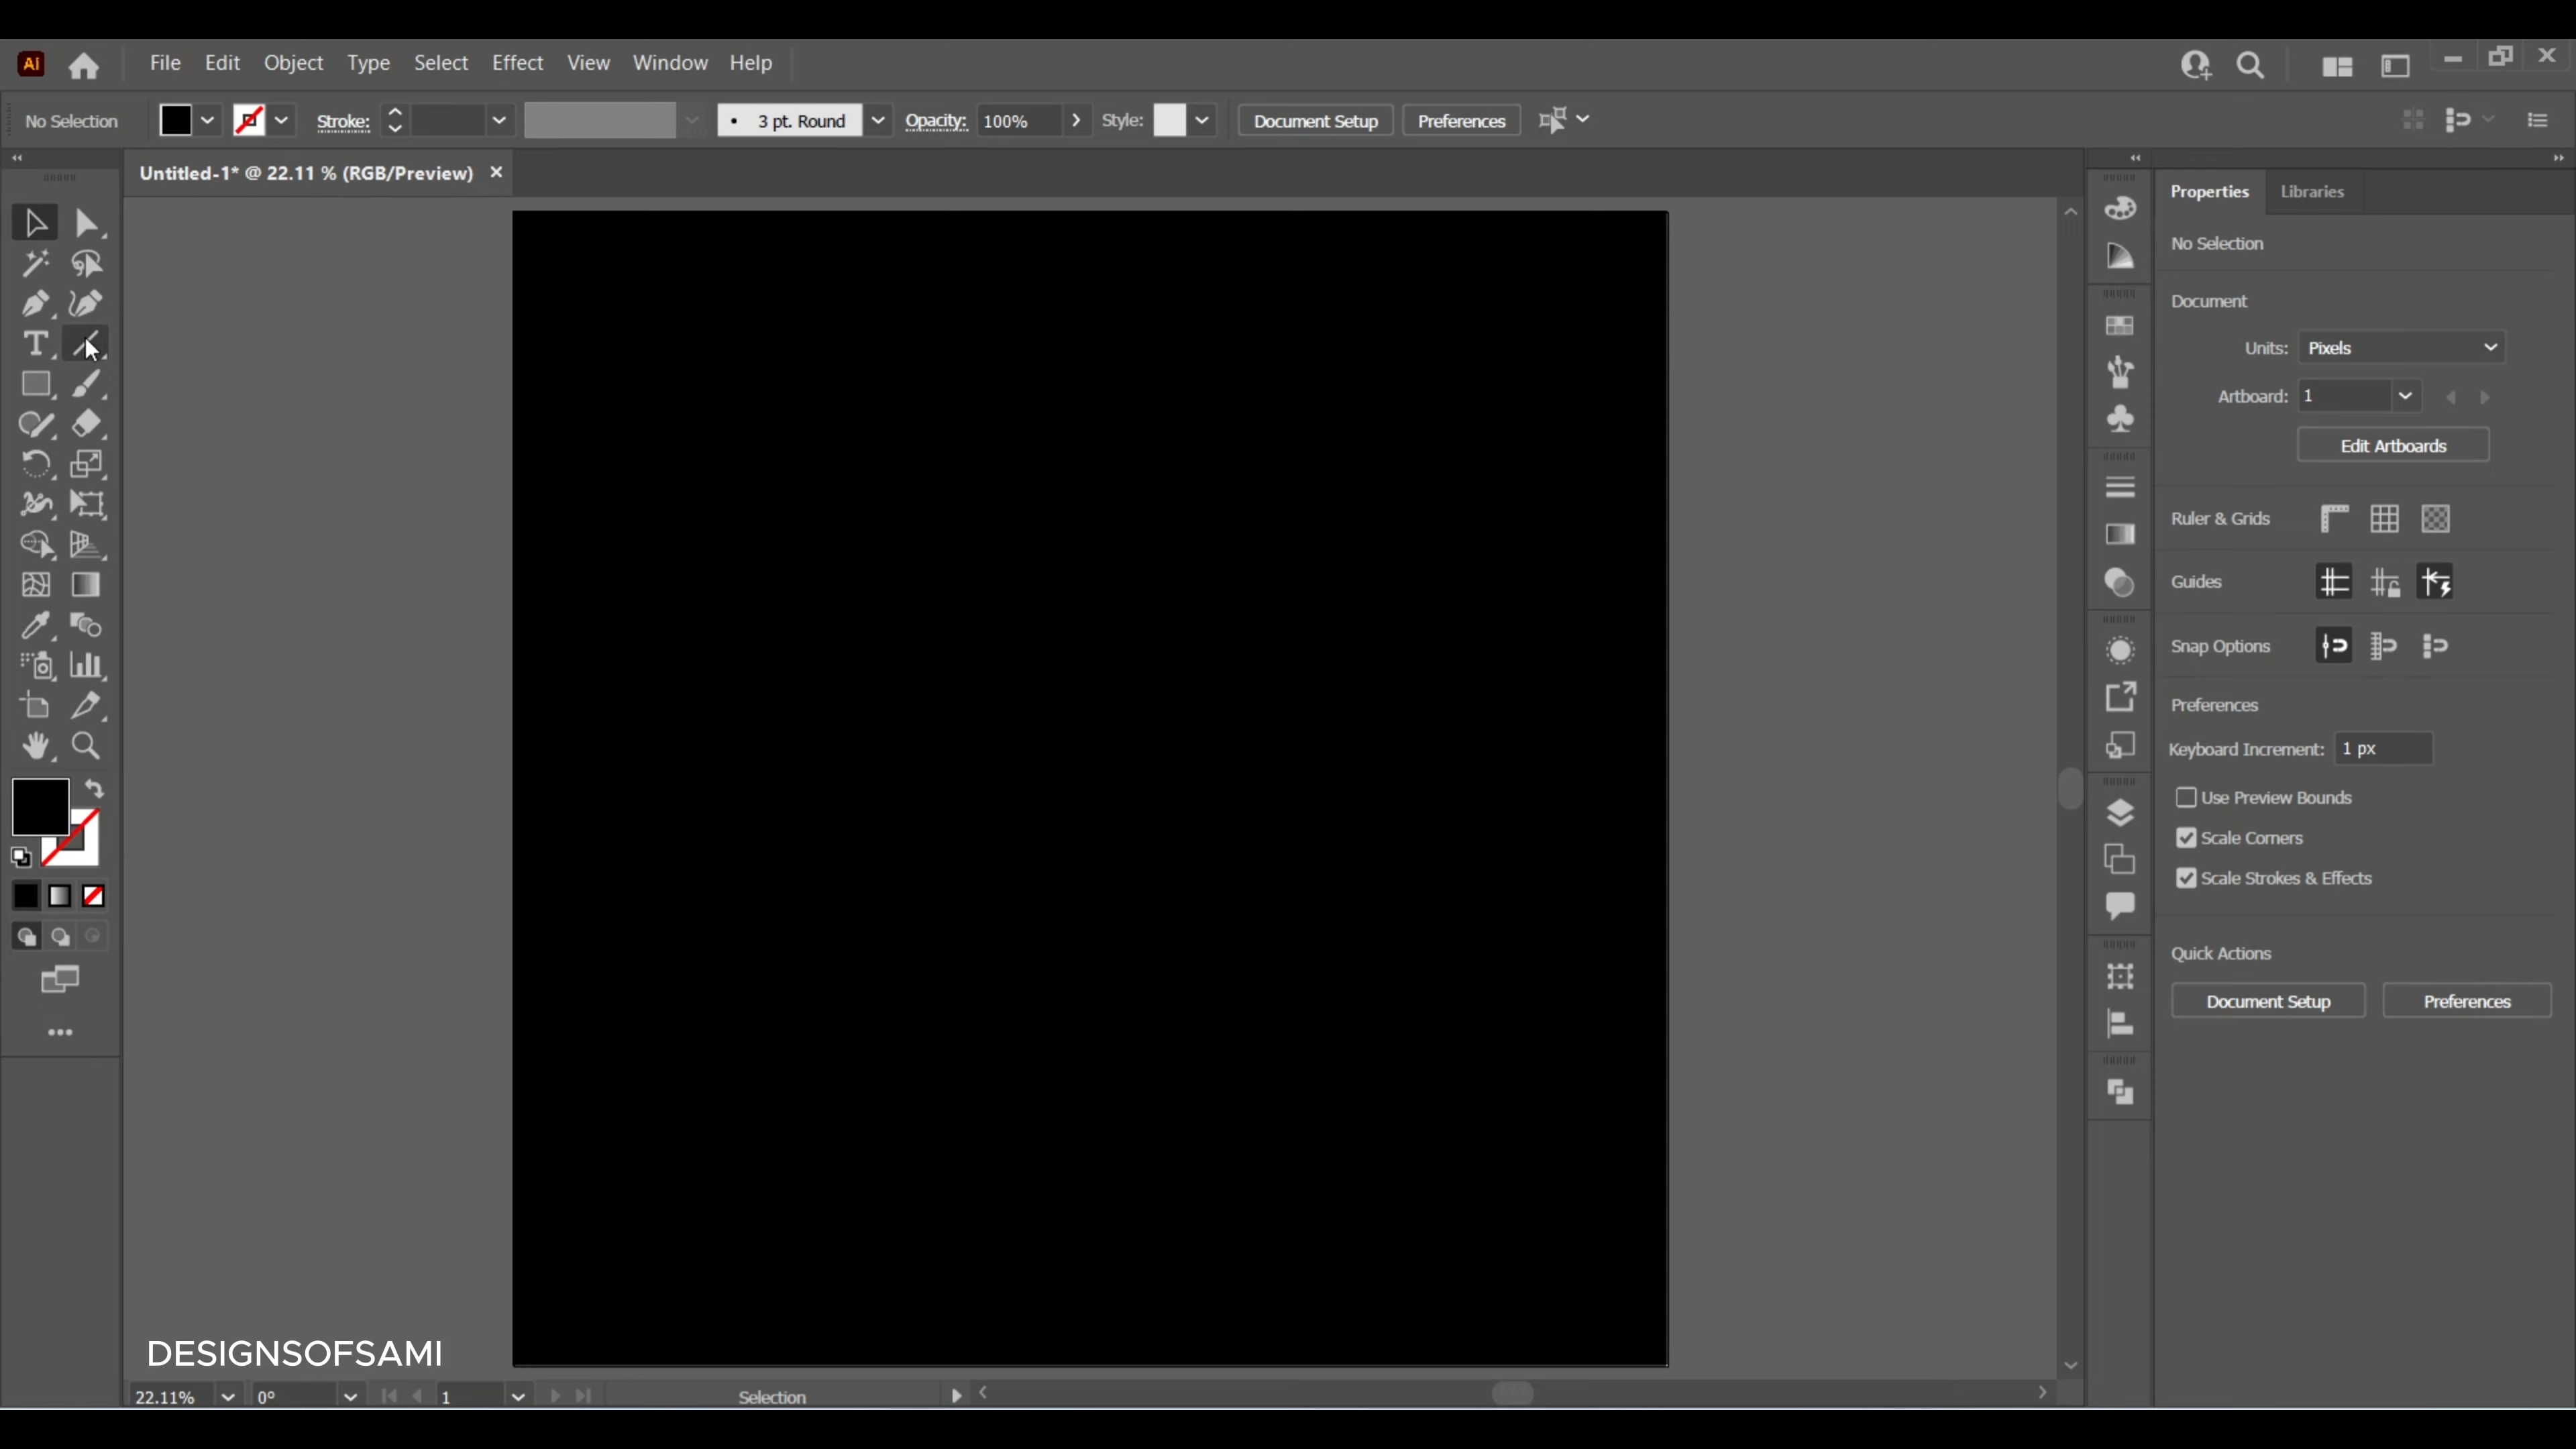 Ai
File Edit Object Type Select Effect View Window Help
No Selection Stroke: 3 pt. Round Opacity: 100% Style: Document Setup Preferences
Untitled-1* @ 22.11 % (RGB/Preview)
Properties Libraries
No Selection
Document
Units: Pixels
Artboard: 1
Edit Artboards
Ruler & Grids
Guides
Snap Options
Preferences
Keyboard Increment: 1 px
Use Preview Bounds
Scale Corners
Scale Strokes & Effects
Quick Actions
Document Setup Preferences
DESIGNSOFSAMI
22.11% 0° 1 Selection